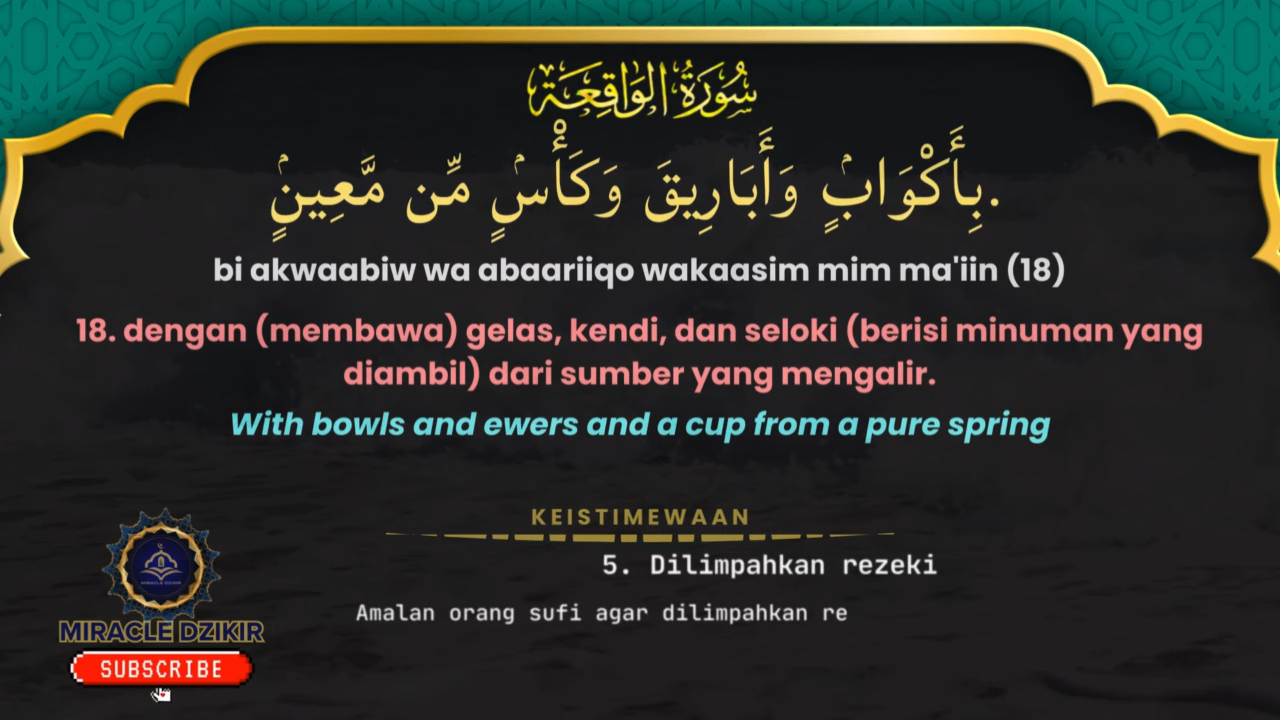 سُورَةُ الوَاقِعَة
بِأَكْوَابٍۢ وَأَبَارِيقَ وَكَأْسٍۢ مِّن مَّعِينٍۢ.
bi akwaabiw wa abaariiqo wakaasim mim ma'iin (18)
18. dengan (membawa) gelas, kendi, dan seloki (berisi minuman yang
diambil) dari sumber yang mengalir.
With bowls and ewers and a cup from a pure spring
KEISTIMEWAAN
5. Dilimpahkan rezeki
Amalan orang sufi agar dilimpahkan re
MIRACLE DZIKIR
MIRACLE DZIKIR
SUBSCRIBE